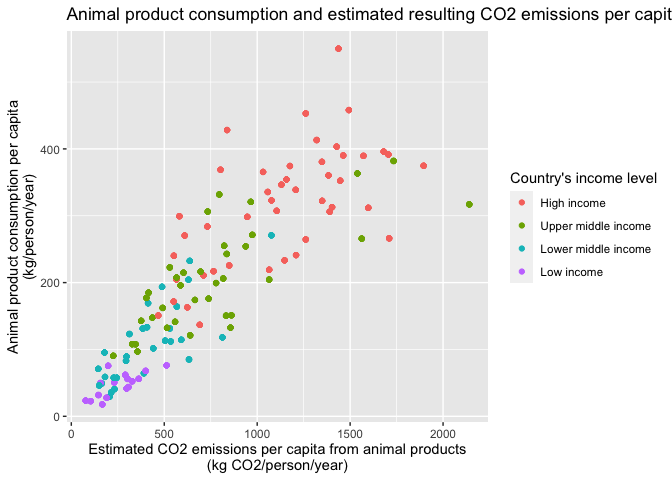 Animal product consumption and estimated resulting CO2 emissions per capit
Animal product consumption per capita
(kg/person/year)
400
200
0
0
500
1000
1500
2000
Estimated CO2 emissions per capita from animal products
(kg CO2/person/year)
Country's income level
High income
Upper middle income
Lower middle income
Low income